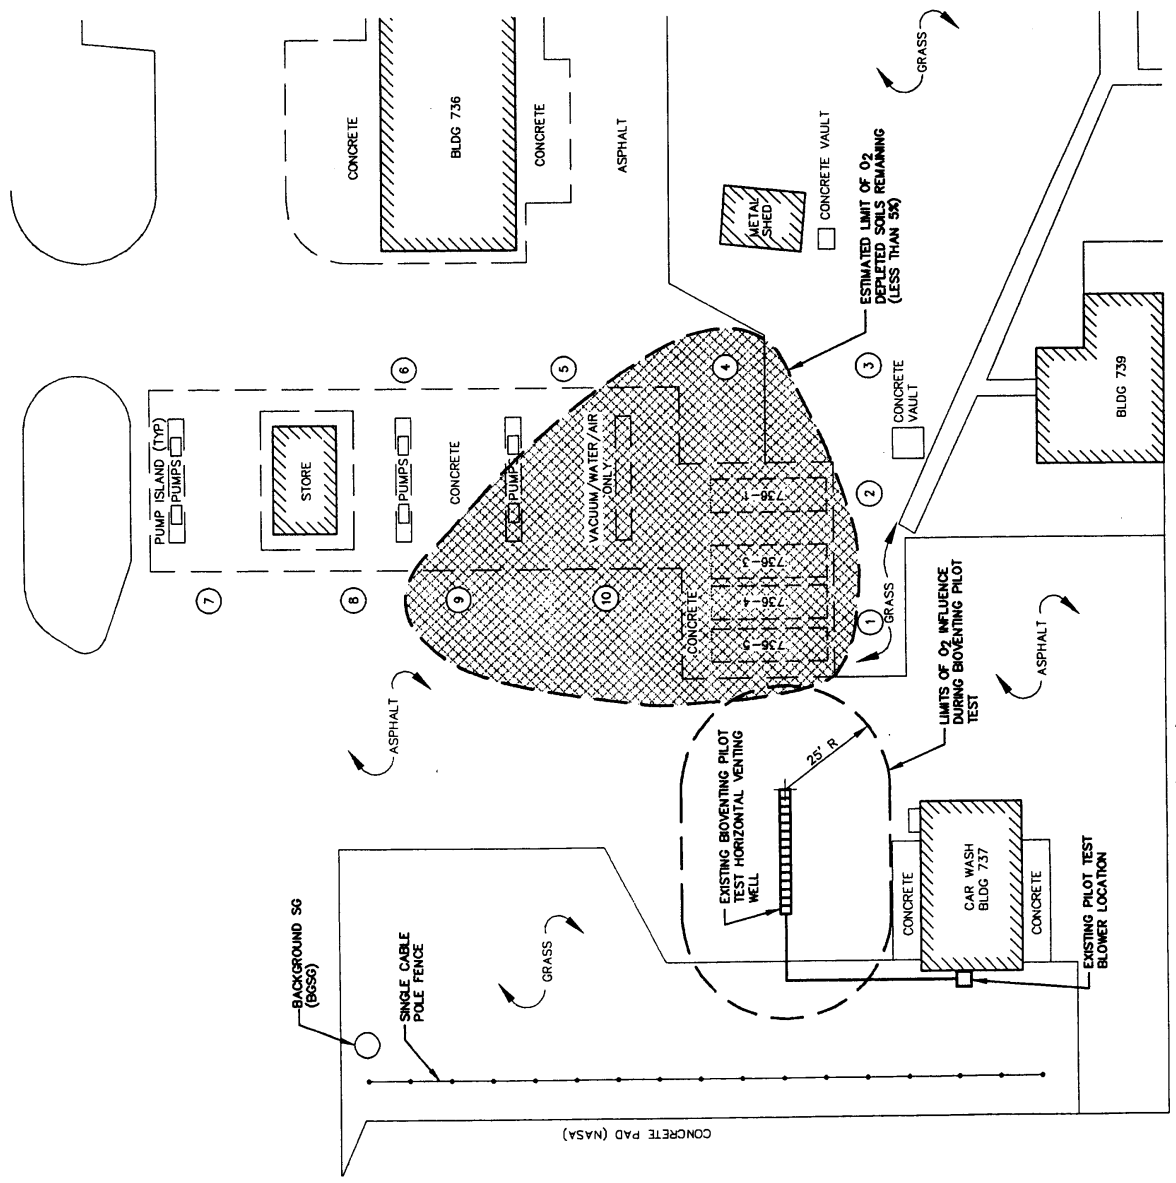 CONCRETE
BLDG 736
CONCRETE
ASPHALT
GRASS
METAL
SHED
CONCRETE VAULT
ESTIMATED LIMIT OF O2
DEPLETED SOILS REMAINING
(LESS THAN 5%)
PUMP ISLAND (TYP)
PUMPS
STORE
PUMPS
CONCRETE
PUMPS
VACUUM/WATER/AIR
ONLY
6
5
4
3
CONCRETE
VAULT
2
1
7
8
9
10
CONCRETE
736-1
736-3
736-4
736-5
GRASS
BLDG 739
ASPHALT
ASPHALT
LIMITS OF O2 INFLUENCE
DURING BIOVENTING PILOT
TEST
25' R
EXISTING BIOVENTING PILOT
TEST HORIZONTAL VENTING
WELL
CONCRETE
CAR WASH
BLDG 737
CONCRETE
EXISTING PILOT TEST
BLOWER LOCATION
GRASS
BACKGROUND SG
(BGSG)
SINGLE CABLE
POLE FENCE
CONCRETE PAD (NASA)